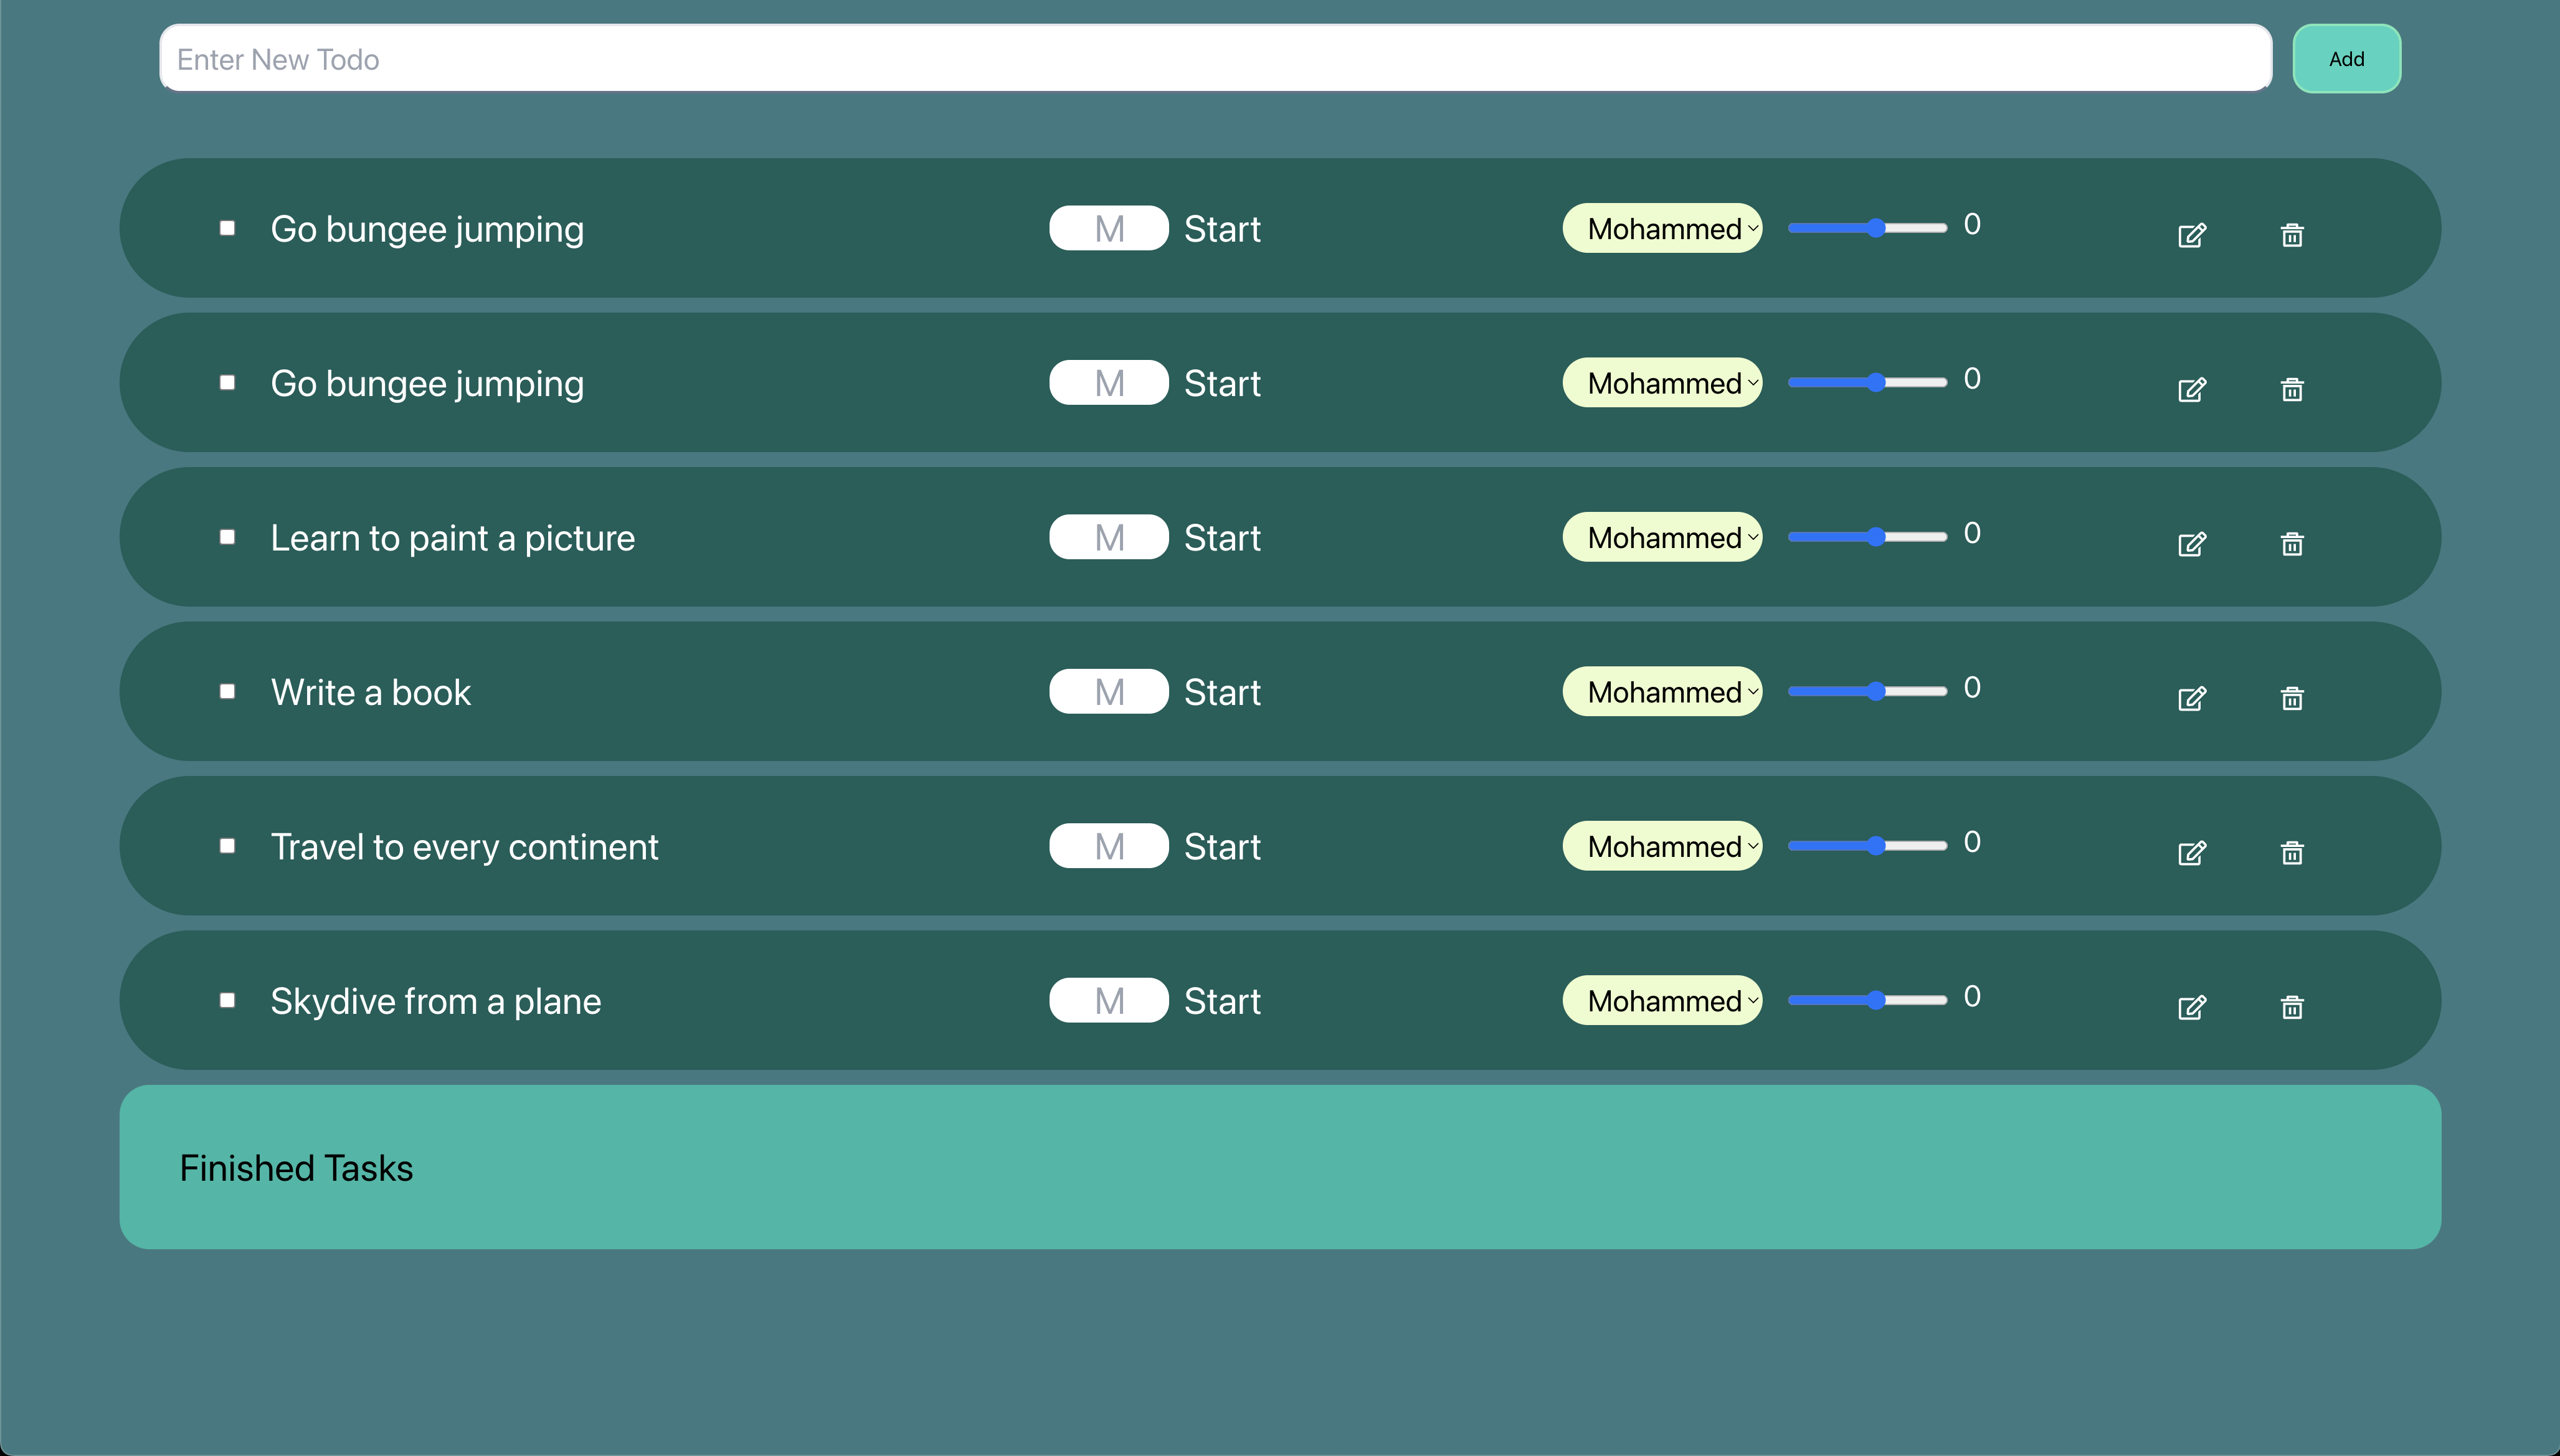 Enter New Todo Add
Go bungee jumping M Start Mohammed 0
Go bungee jumping M Start Mohammed 0
Learn to paint a picture M Start Mohammed 0
Write a book M Start Mohammed 0
Travel to every continent M Start Mohammed 0
Skydive from a plane M Start Mohammed 0
Finished Tasks